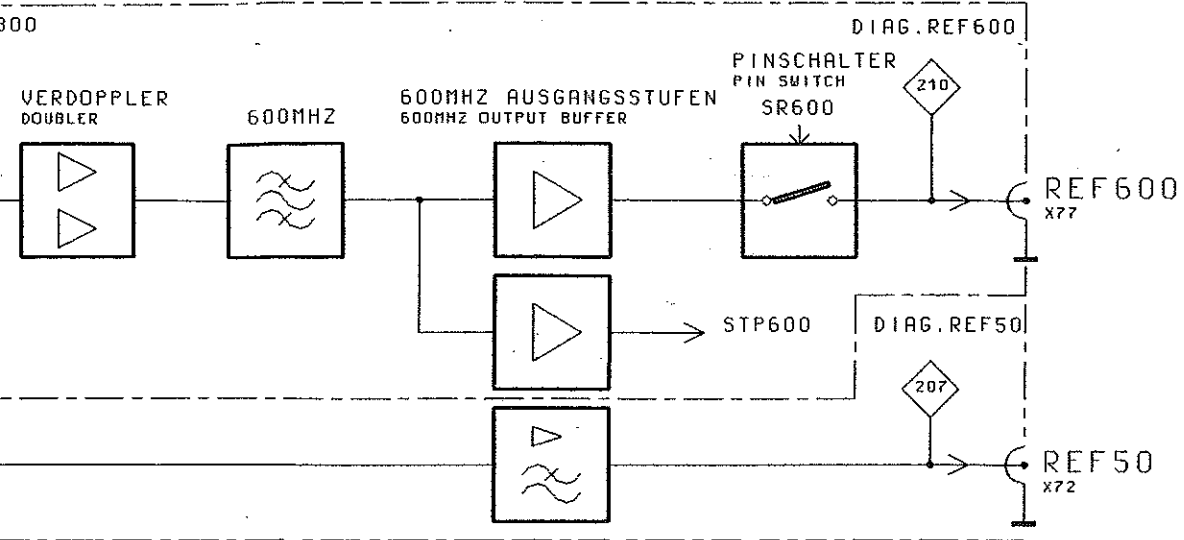 DIAG.REF600
PINSCHALTER
PIN SWITCH
SR600
210
VERDOPPLER
DOUBLER
600MHZ
600MHZ AUSGANGSSTUFEN
600MHZ OUTPUT BUFFER
REF600
X77
STP600
DIAG.REF50
207
REF50
X72